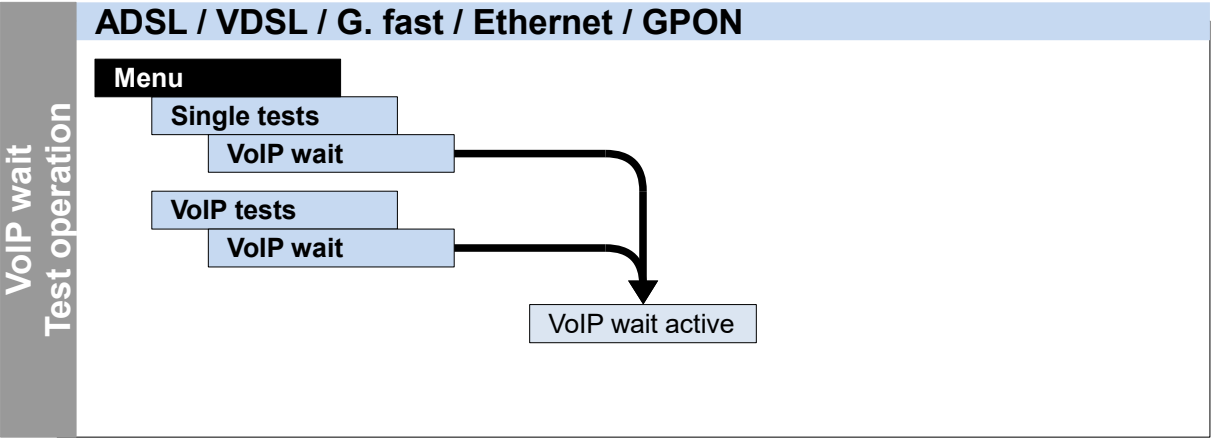 ADSL / VDSL / G. fast / Ethernet / GPON
VoIP wait
Test operation
Menu
Single tests
VoIP wait
VoIP tests
VoIP wait
VoIP wait active